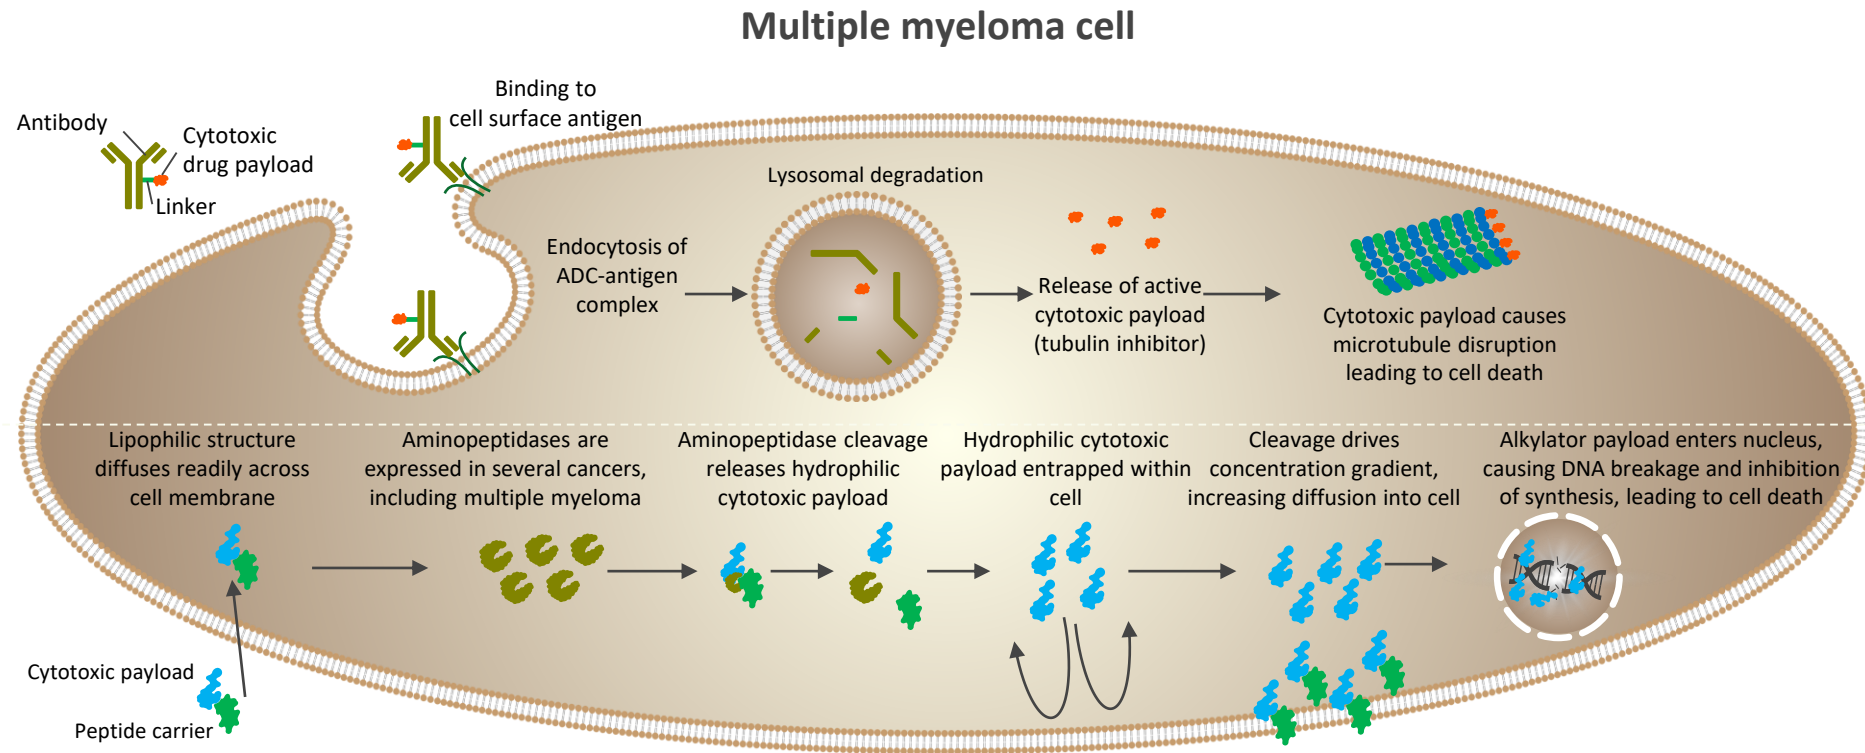 Multiple myeloma cell
Antibody
Cytotoxic
drug payload
Linker
Binding to
cell surface antigen
Endocytosis of
ADC-antigen
complex
Lysosomal degradation
Release of active
cytotoxic payload
(tubulin inhibitor)
Cytotoxic payload causes
microtubule disruption
leading to cell death
Lipophilic structure
diffuses readily across
cell membrane
Aminopeptidases are
expressed in several cancers,
including multiple myeloma
Aminopeptidase cleavage
releases hydrophilic
cytotoxic payload
Hydrophilic cytotoxic
payload entrapped within
cell
Cleavage drives
concentration gradient,
increasing diffusion into cell
Alkylator payload enters nucleus,
causing DNA breakage and inhibition
of synthesis, leading to cell death
Cytotoxic payload
Peptide carrier